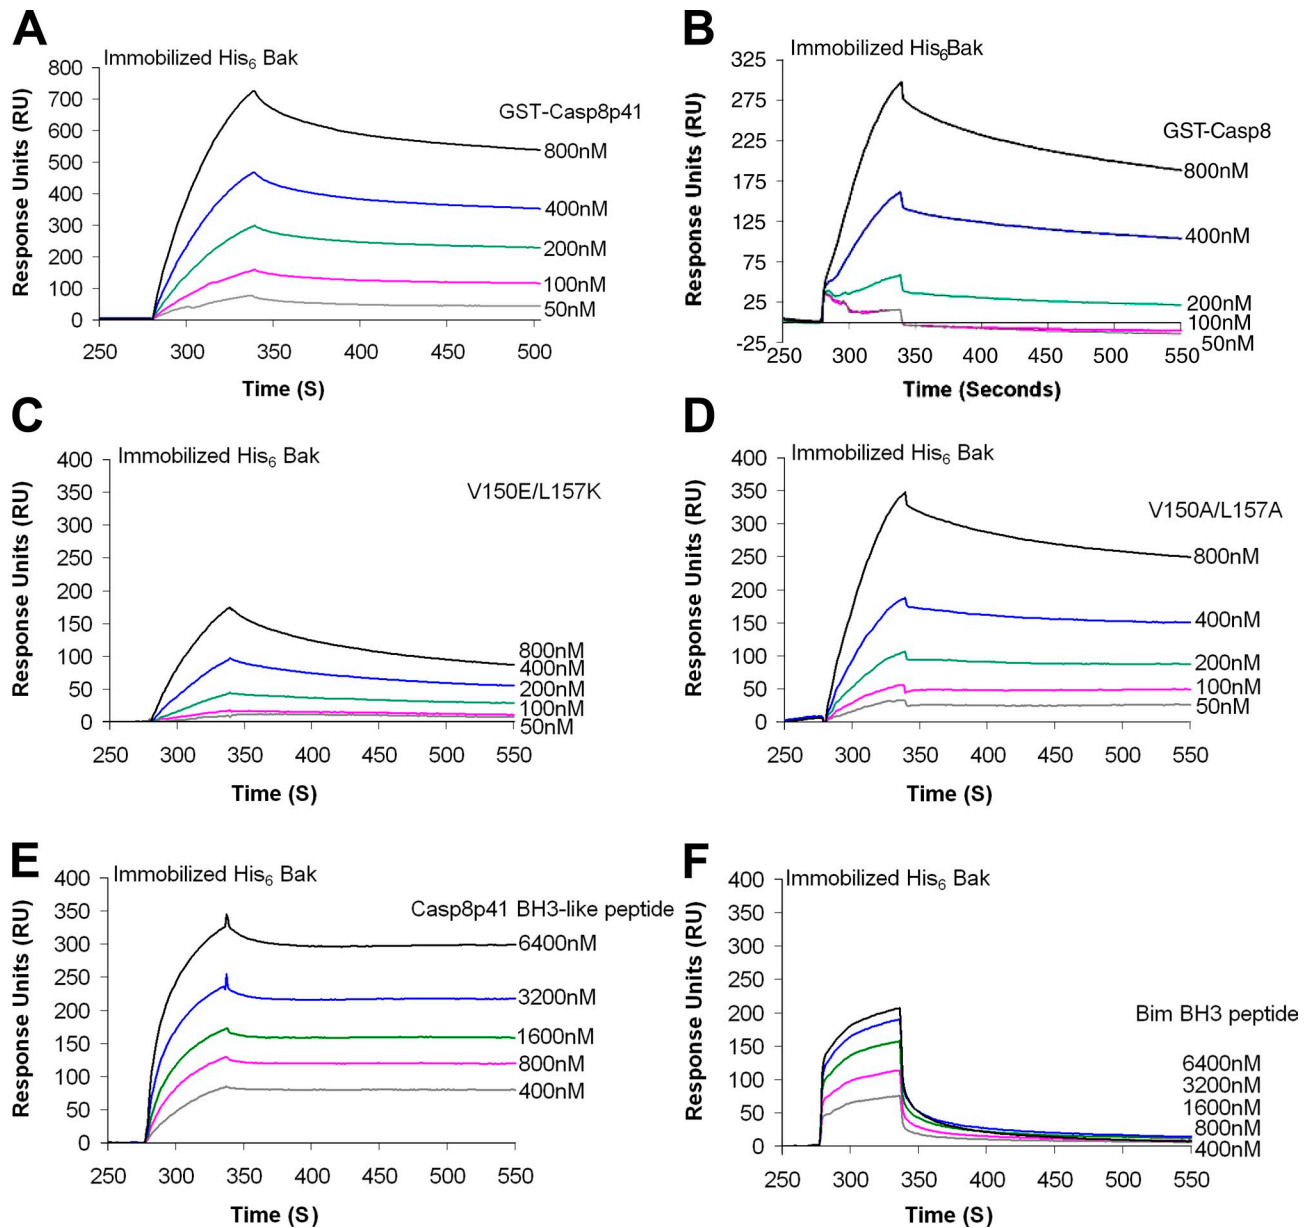 A
Immobilized His6 Bak
GST-Casp8p41
Response Units (RU)
800
700
600
500
400
300
200
100
0
800nM
400nM
200nM
100nM
50nM
250 300 350 400 450 500
Time (S)
B
Immobilized His6Bak
GST-Casp8
Response Units (RU)
325
275
225
175
125
75
25
-25
800nM
400nM
200nM
100nM
50nM
250 300 350 400 450 500 550
Time (Seconds)
C
Immobilized His6 Bak
V150E/L157K
Response Units (RU)
400
350
300
250
200
150
100
50
0
800nM
400nM
200nM
100nM
50nM
250 300 350 400 450 500 550
Time (S)
D
Immobilized His6 Bak
V150A/L157A
Response Units (RU)
400
350
300
250
200
150
100
50
0
800nM
400nM
200nM
100nM
50nM
250 300 350 400 450 500 550
Time (S)
E
Immobilized His6 Bak
Casp8p41 BH3-like peptide
Response Units (RU)
400
350
300
250
200
150
100
50
0
6400nM
3200nM
1600nM
800nM
400nM
250 300 350 400 450 500 550
Time (S)
F
Immobilized His6 Bak
Bim BH3 peptide
Response Units (RU)
400
350
300
250
200
150
100
50
0
6400nM
3200nM
1600nM
800nM
400nM
250 300 350 400 450 500 550
Time (S)